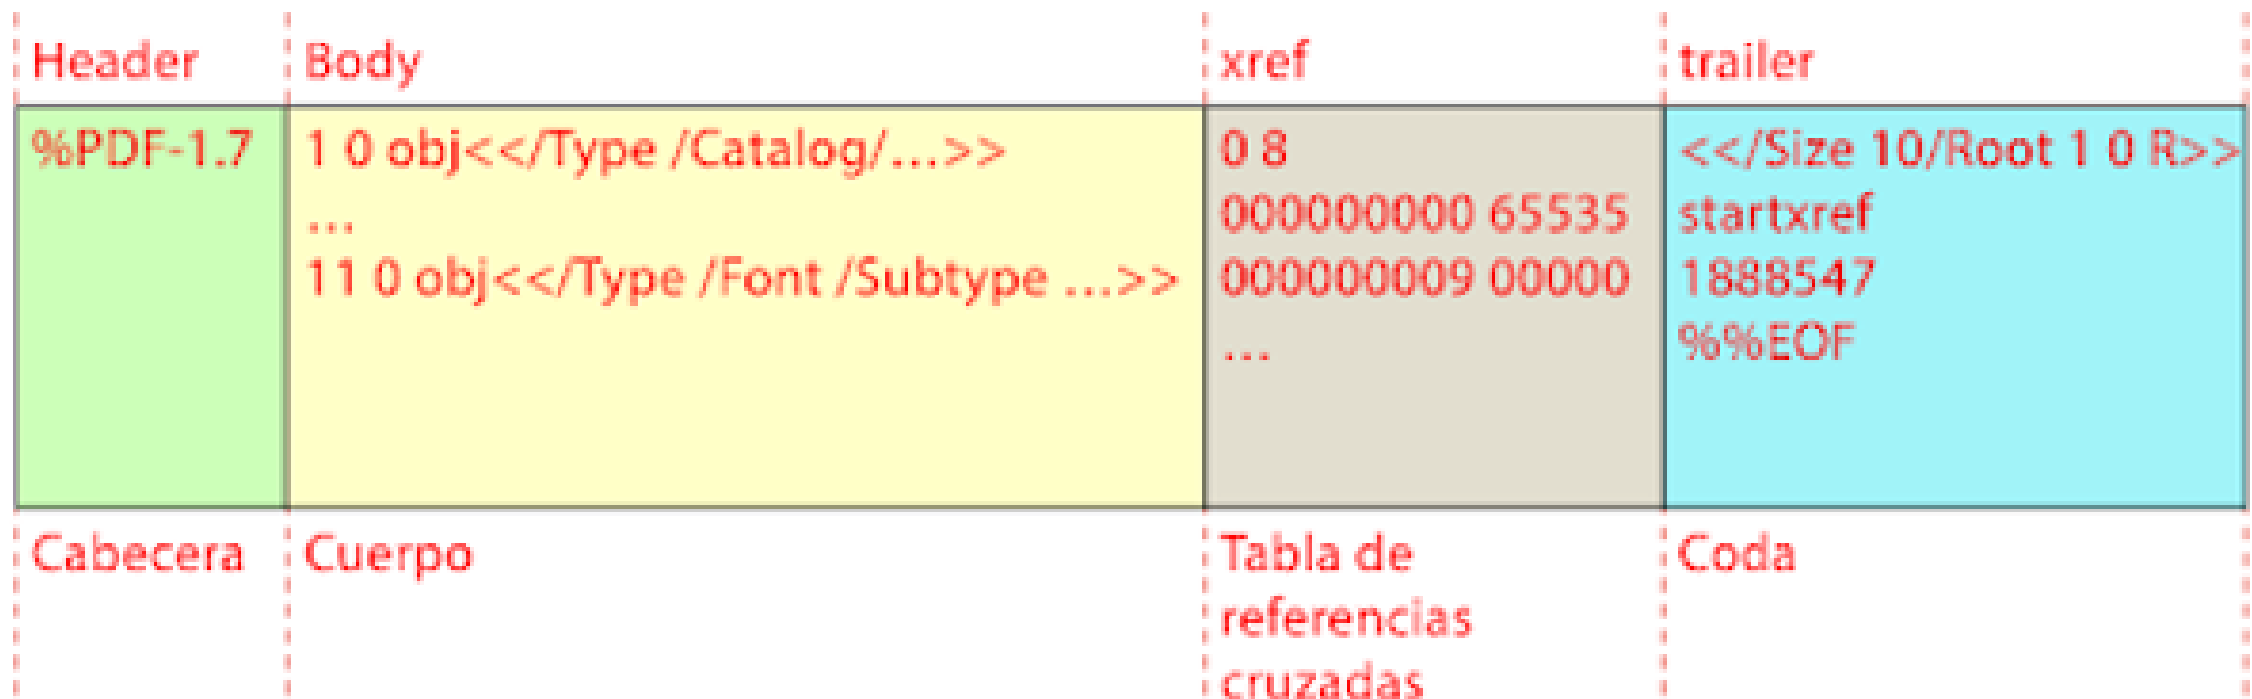 Header
Body
xref
trailer
%PDF-1.7
1 0 obj<</Type /Catalog/...>>
...
11 0 obj<</Type /Font /Subtype ...>>
0 8
000000000 65535
000000009 00000
...
<</Size 10/Root 1 0 R>>
startxref
1888547
%%EOF
Cabecera
Cuerpo
Tabla de
referencias
cruzadas
Coda